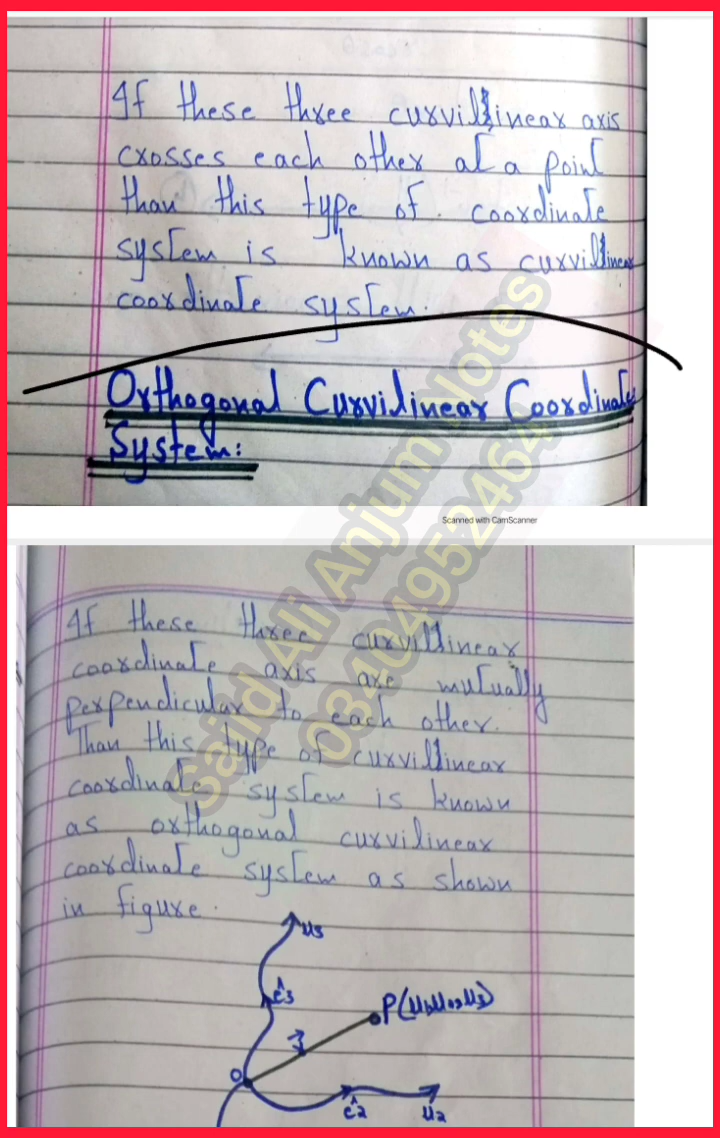 If these three curvillinear axis
crosses each other at a point
than this type of coordinate
system is known as curvillinear
coordinate system.
Orthogonal Curvilinear Coordinate
System:
Scanned with CamScanner
If these three curvillinear
coordinate axis are mutually
perpendicular to each other.
Than this type of curvillinear
coordinate system is known
as orthogonal curvilinear
coordinate system as shown
in figure.
u3
ê3
P(u1,u2,u3)
r
O
ê2
u2
Sajid Ali Anjum Notes
03404952464